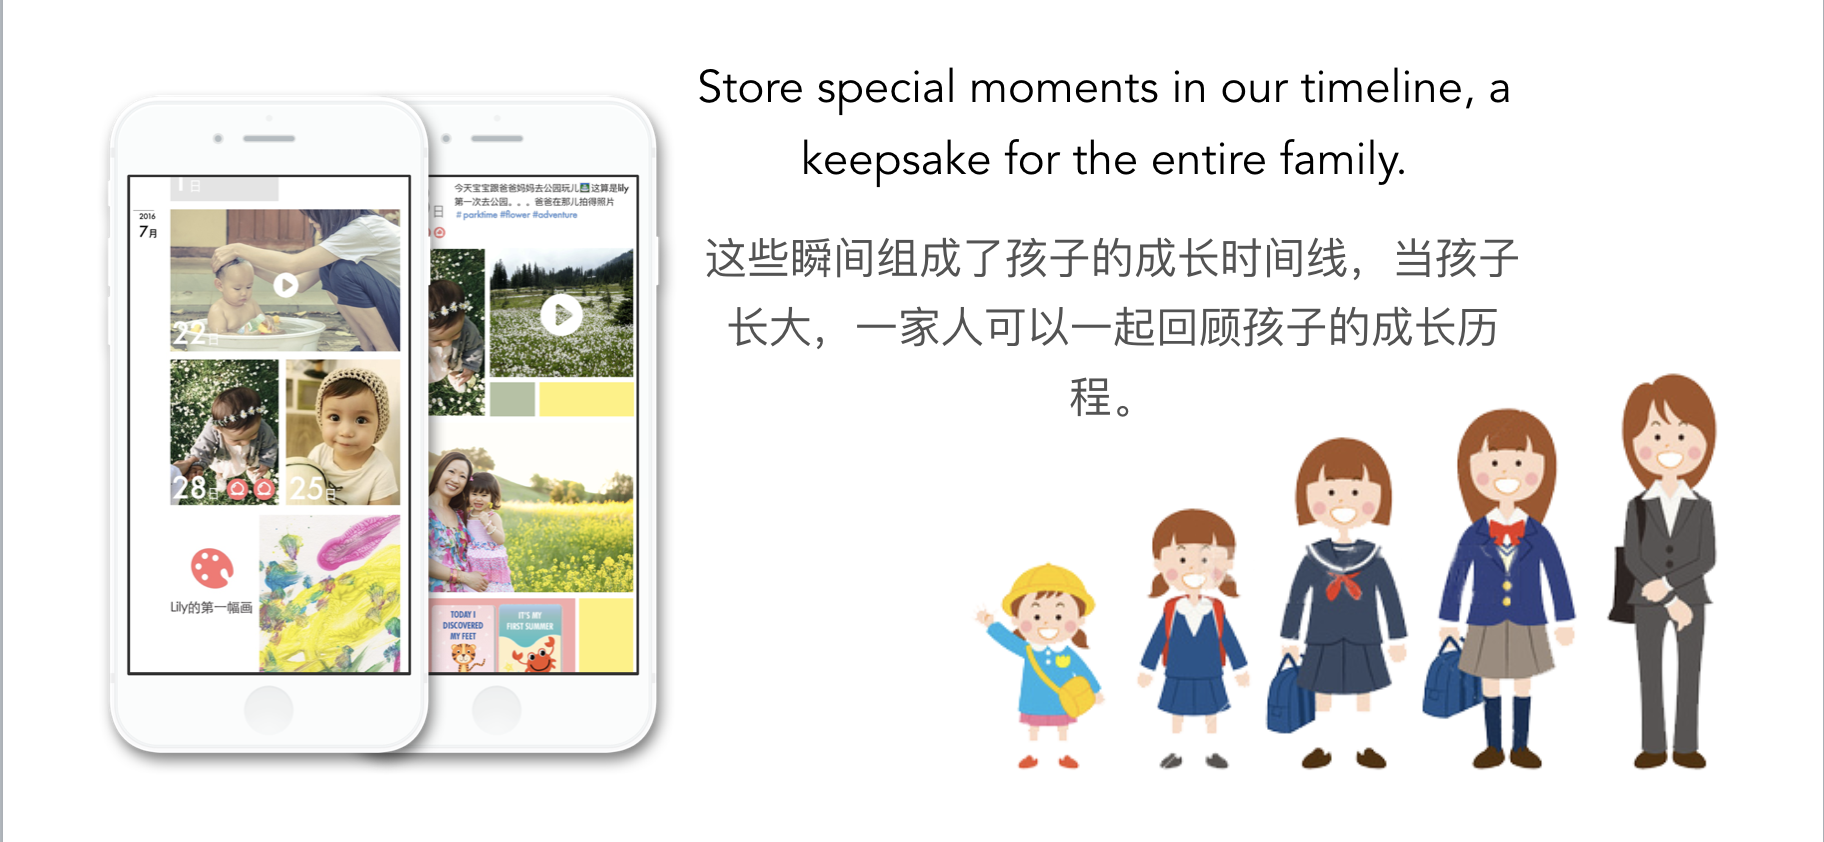 Store special moments in our timeline, a
keepsake for the entire family.
这些瞬间组成了孩子的成长时间线，当孩子
长大，一家人可以一起回顾孩子的成长历
程。
1日
2016
7月
22日
28日
25日
Lily的第一幅画
今天宝宝跟爸爸妈妈去公园玩儿这算是lily
第一次去公园。。。爸爸在那儿拍得照片
#parktime #flower #adventure
日
TODAY I
DISCOVERED
MY FEET
IT'S MY
FIRST SUMMER